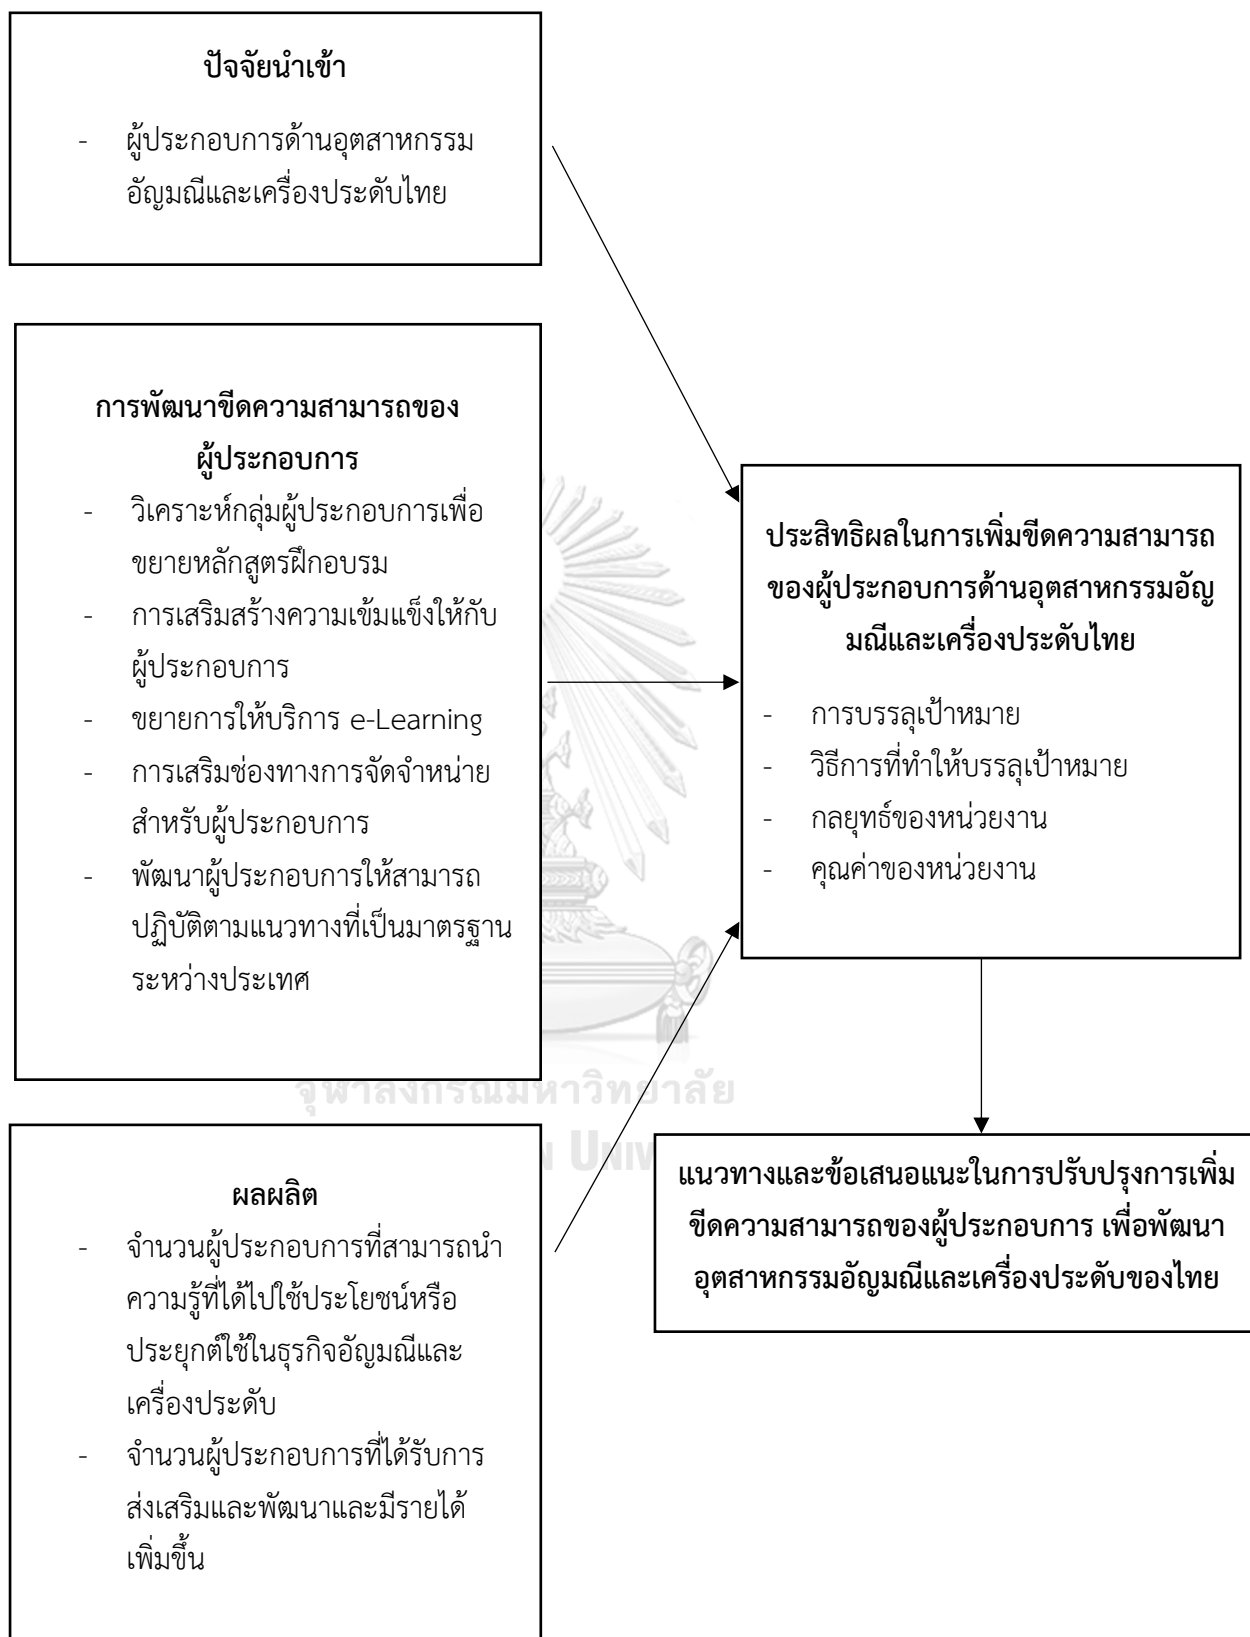 ปัจจัยนำเข้า
- ผู้ประกอบการด้านอุตสาหกรรม
อัญมณีและเครื่องประดับไทย
การพัฒนาขีดความสามารถของ
ผู้ประกอบการ
- วิเคราะห์กลุ่มผู้ประกอบการเพื่อ
ขยายหลักสูตรฝึกอบรม
- การเสริมสร้างความเข้มแข็งให้กับ
ผู้ประกอบการ
- ขยายการให้บริการ e-Learning
- การเสริมช่องทางการจัดจำหน่าย
สำหรับผู้ประกอบการ
- พัฒนาผู้ประกอบการให้สามารถ
ปฏิบัติตามแนวทางที่เป็นมาตรฐาน
ระหว่างประเทศ
ผลผลิต
- จำนวนผู้ประกอบการที่สามารถนำ
ความรู้ที่ได้ไปใช้ประโยชน์หรือ
ประยุกต์ใช้ในธุรกิจอัญมณีและ
เครื่องประดับ
- จำนวนผู้ประกอบการที่ได้รับการ
ส่งเสริมและพัฒนาและมีรายได้
เพิ่มขึ้น
ประสิทธิผลในการเพิ่มขีดความสามารถ
ของผู้ประกอบการด้านอุตสาหกรรมอัญ
มณีและเครื่องประดับไทย
- การบรรลุเป้าหมาย
- วิธีการที่ทำให้บรรลุเป้าหมาย
- กลยุทธ์ของหน่วยงาน
- คุณค่าของหน่วยงาน
แนวทางและข้อเสนอแนะในการปรับปรุงการเพิ่ม
ขีดความสามารถของผู้ประกอบการ เพื่อพัฒนา
อุตสาหกรรมอัญมณีและเครื่องประดับของไทย
จุฬาลงกรณ์มหาวิทยาลัย